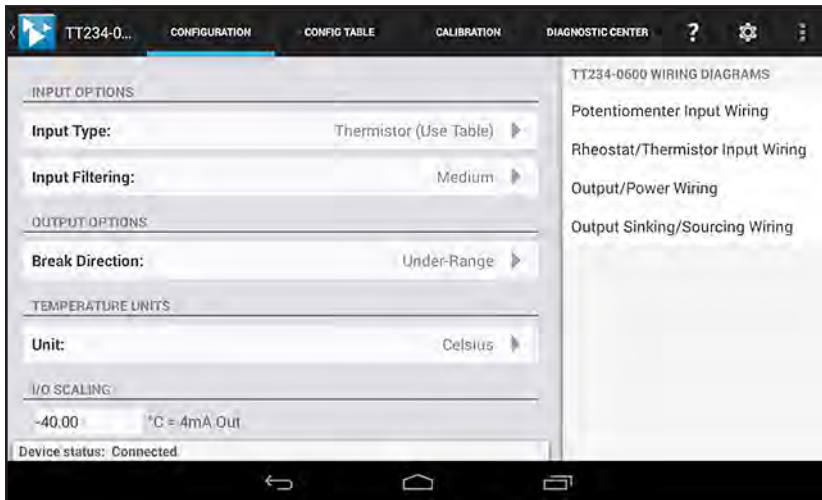 TT234-0... CONFIGURATION CONFIG TABLE CALIBRATION DIAGNOSTIC CENTER ?
INPUT OPTIONS
Input Type: Thermistor (Use Table)
Input Filtering: Medium
OUTPUT OPTIONS
Break Direction: Under-Range
TEMPERATURE UNITS
Unit: Celsius
I/O SCALING
-40.00 °C = 4mA Out
Device status: Connected
TT234-0600 WIRING DIAGRAMS
Potentiomenter Input Wiring
Rheostat/Thermistor Input Wiring
Output/Power Wiring
Output Sinking/Sourcing Wiring